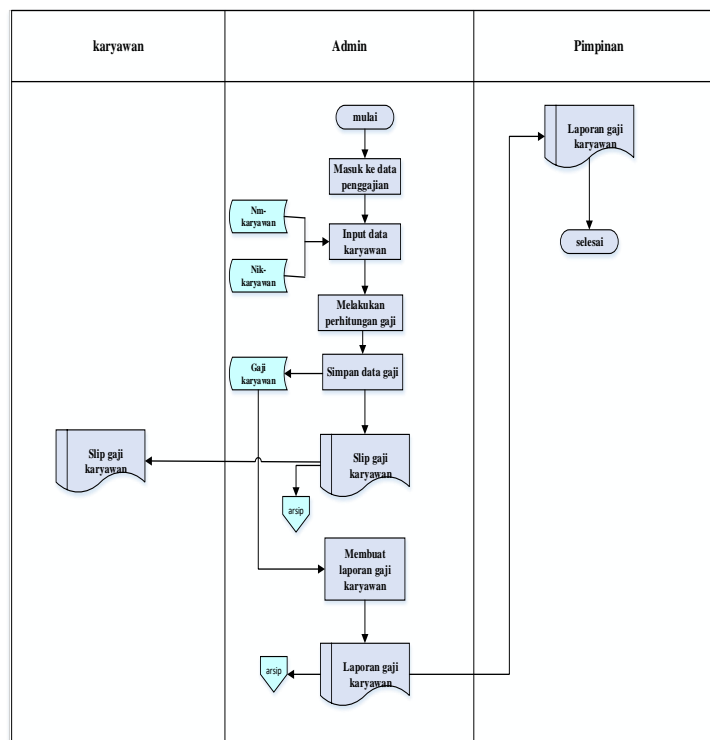 karyawan
Admin
Pimpinan
mulai
Masuk ke data
penggajian
Nm-
karyawan
Input data
karyawan
Nik-
karyawan
Melakukan
perhitungan gaji
Gaji
karyawan
Simpan data gaji
Slip gaji
karyawan
Slip gaji
karyawan
arsip
Membuat
laporan gaji
karyawan
arsip
Laporan gaji
karyawan
Laporan gaji
karyawan
selesai